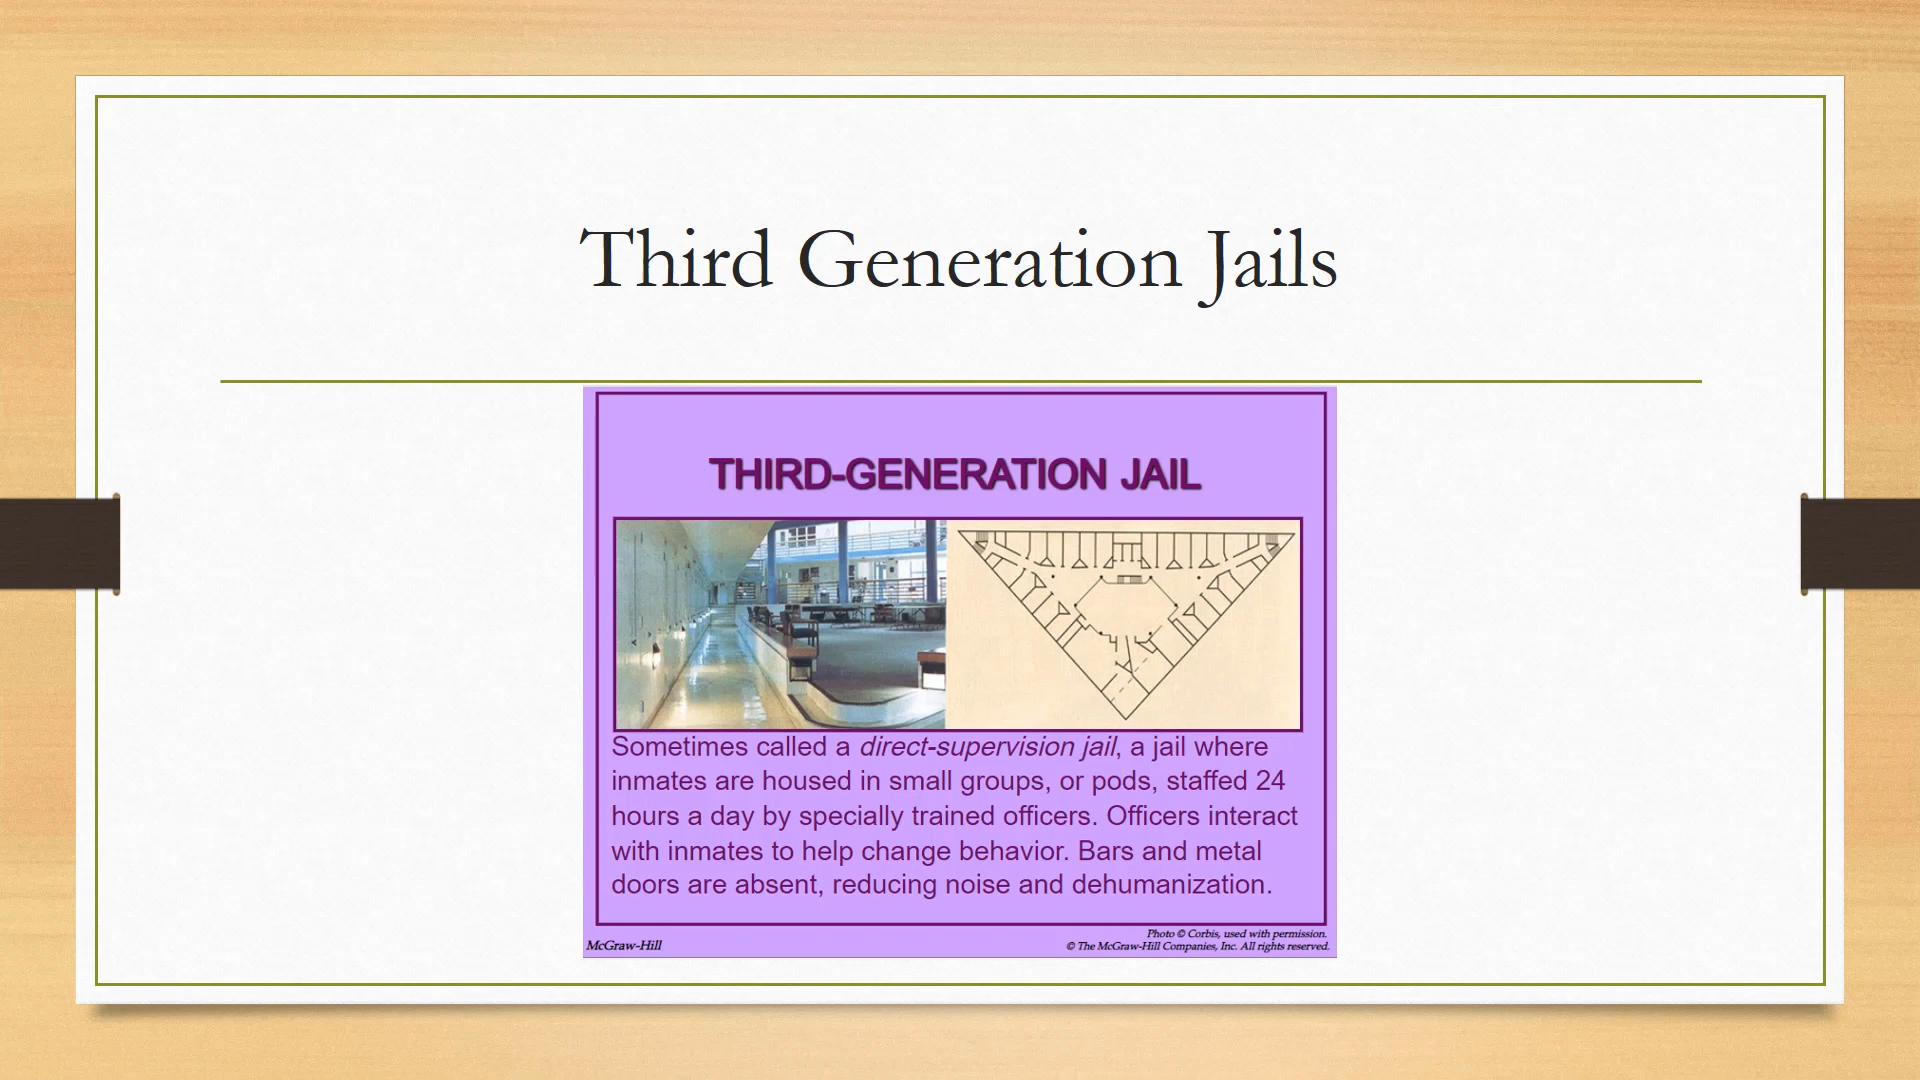 Third Generation Jails
THIRD-GENERATION JAIL
Sometimes called a direct-supervision jail, a jail where
inmates are housed in small groups, or pods, staffed 24
hours a day by specially trained officers. Officers interact
with inmates to help change behavior. Bars and metal
doors are absent, reducing noise and dehumanization.
McGraw-Hill
Photo © Corbis, used with permission.
© The McGraw-Hill Companies, Inc. All rights reserved.